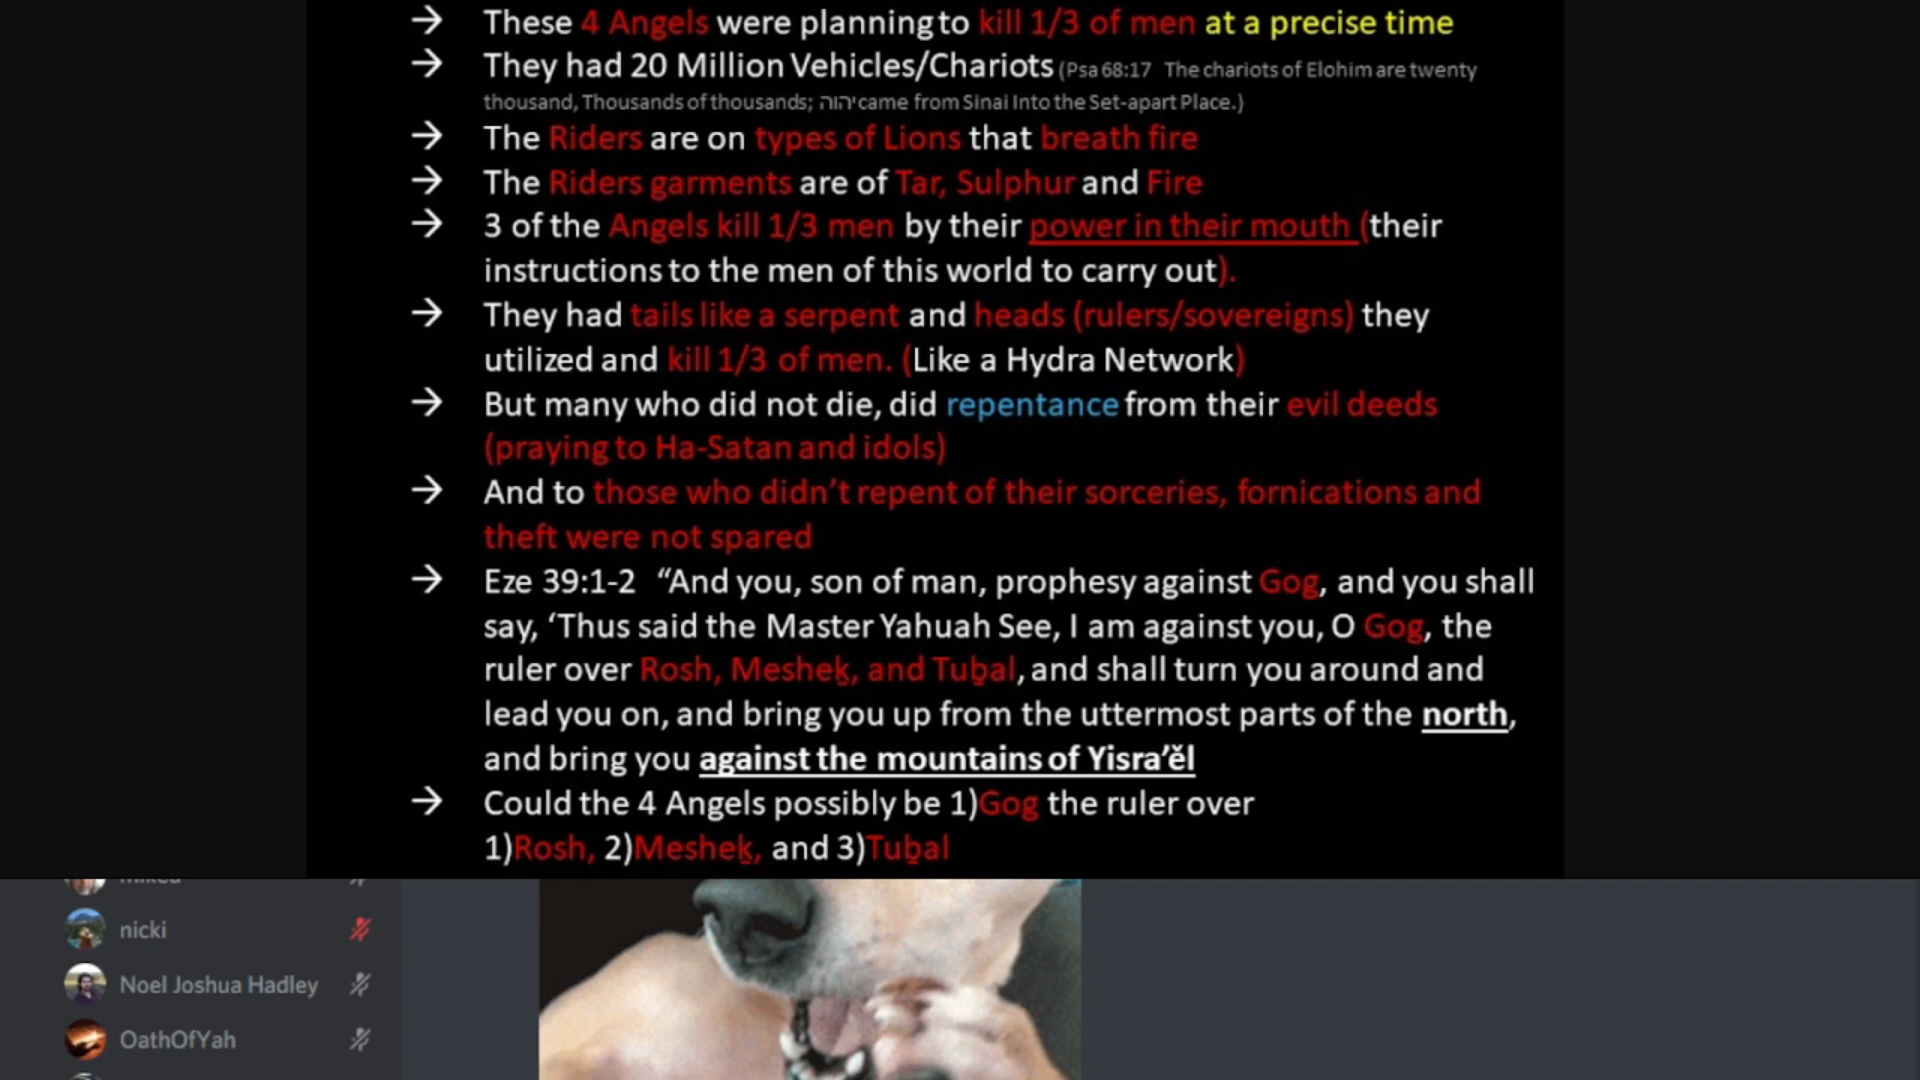 → These 4 Angels were planning to kill 1/3 of men at a precise time
→ They had 20 Million Vehicles/Chariots (Psa 68:17 The chariots of Elohim are twenty
thousand, Thousands of thousands; יהוה came from Sinai Into the Set-apart Place.)
→ The Riders are on types of Lions that breath fire
→ The Riders garments are of Tar, Sulphur and Fire
→ 3 of the Angels kill 1/3 men by their power in their mouth (their
instructions to the men of this world to carry out).
→ They had tails like a serpent and heads (rulers/sovereigns) they
utilized and kill 1/3 of men. (Like a Hydra Network)
→ But many who did not die, did repentance from their evil deeds
(praying to Ha-Satan and idols)
→ And to those who didn't repent of their sorceries, fornications and
theft were not spared
→ Eze 39:1-2 “And you, son of man, prophesy against Gog, and you shall
say, ‘Thus said the Master Yahuah See, I am against you, O Gog, the
ruler over Rosh, Mesheḵ, and Tuḇal, and shall turn you around and
lead you on, and bring you up from the uttermost parts of the north,
and bring you against the mountains of Yisra’ěl
→ Could the 4 Angels possibly be 1)Gog the ruler over
1)Rosh, 2)Mesheḵ, and 3)Tuḇal
nicki
Noel Joshua Hadley
OathOfYah